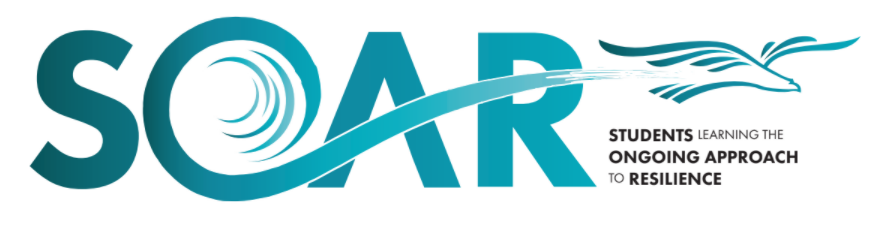 SOAR
STUDENTS LEARNING THE
ONGOING APPROACH
TO RESILIENCE